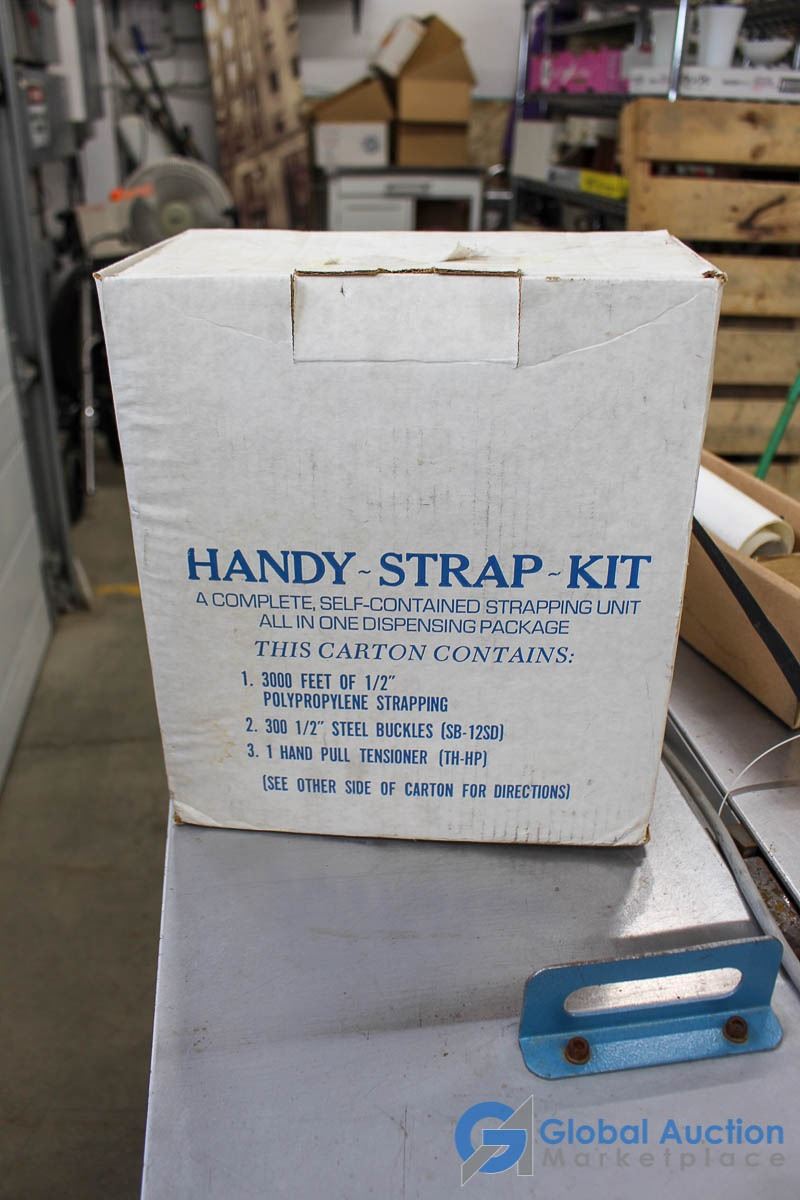 HANDY~STRAP~KIT
A COMPLETE, SELF-CONTAINED STRAPPING UNIT
ALL IN ONE DISPENSING PACKAGE
THIS CARTON CONTAINS:
1. 3000 FEET OF 1/2"
POLYPROPYLENE STRAPPING
2. 300 1/2" STEEL BUCKLES (SB-12SD)
3. 1 HAND PULL TENSIONER (TH-HP)
(SEE OTHER SIDE OF CARTON FOR DIRECTIONS)
Global Auction
Marketplace